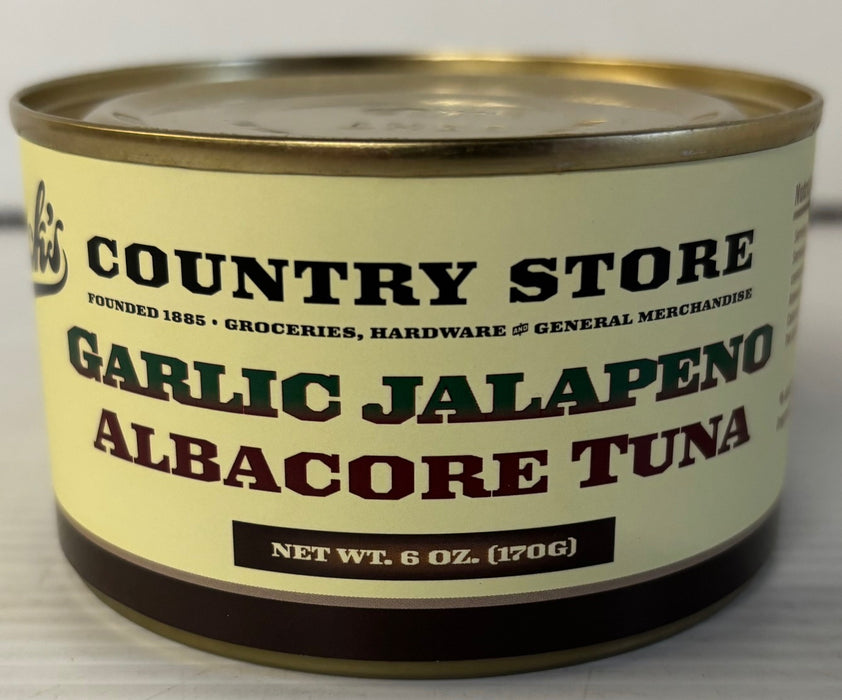 COUNTRY STORE
FOUNDED 1885 • GROCERIES, HARDWARE AND GENERAL MERCHANDISE
GARLIC JALAPENO
ALBACORE TUNA
NET WT. 6 OZ. (170G)